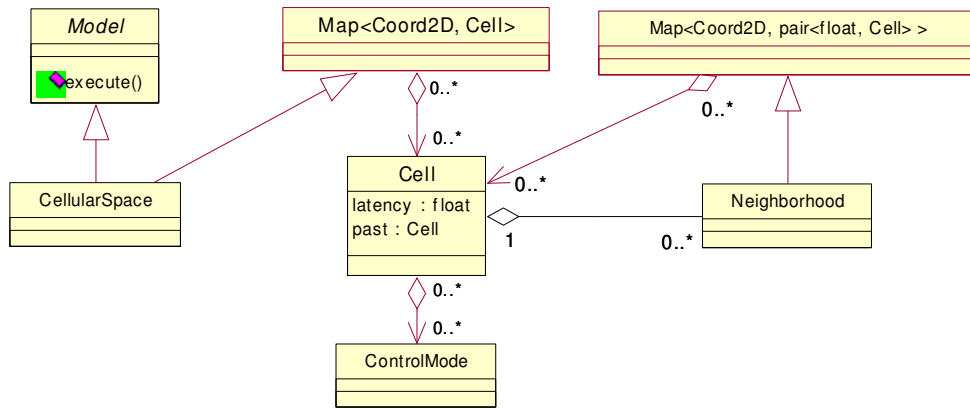 Model
execute()
Map<Coord2D, Cell>
Map<Coord2D, pair<float, Cell> >
0..*
0..*
0..*
0..*
CellularSpace
Cell
latency : float
past : Cell
1
0..*
Neighborhood
0..*
0..*
ControlMode